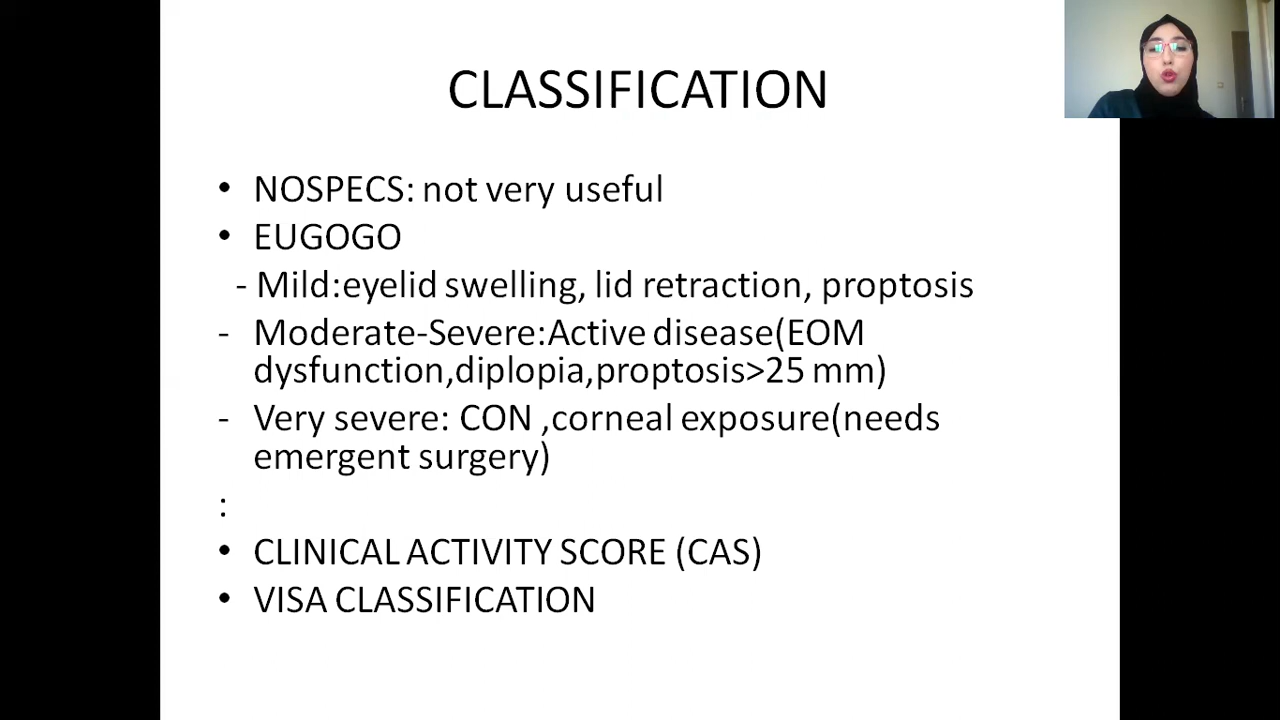 CLASSIFICATION
• NOSPECS: not very useful
• EUGOGO
- Mild:eyelid swelling, lid retraction, proptosis
- Moderate-Severe:Active disease(EOM
dysfunction,diplopia,proptosis>25 mm)
- Very severe: CON ,corneal exposure(needs
emergent surgery)
:
• CLINICAL ACTIVITY SCORE (CAS)
• VISA CLASSIFICATION